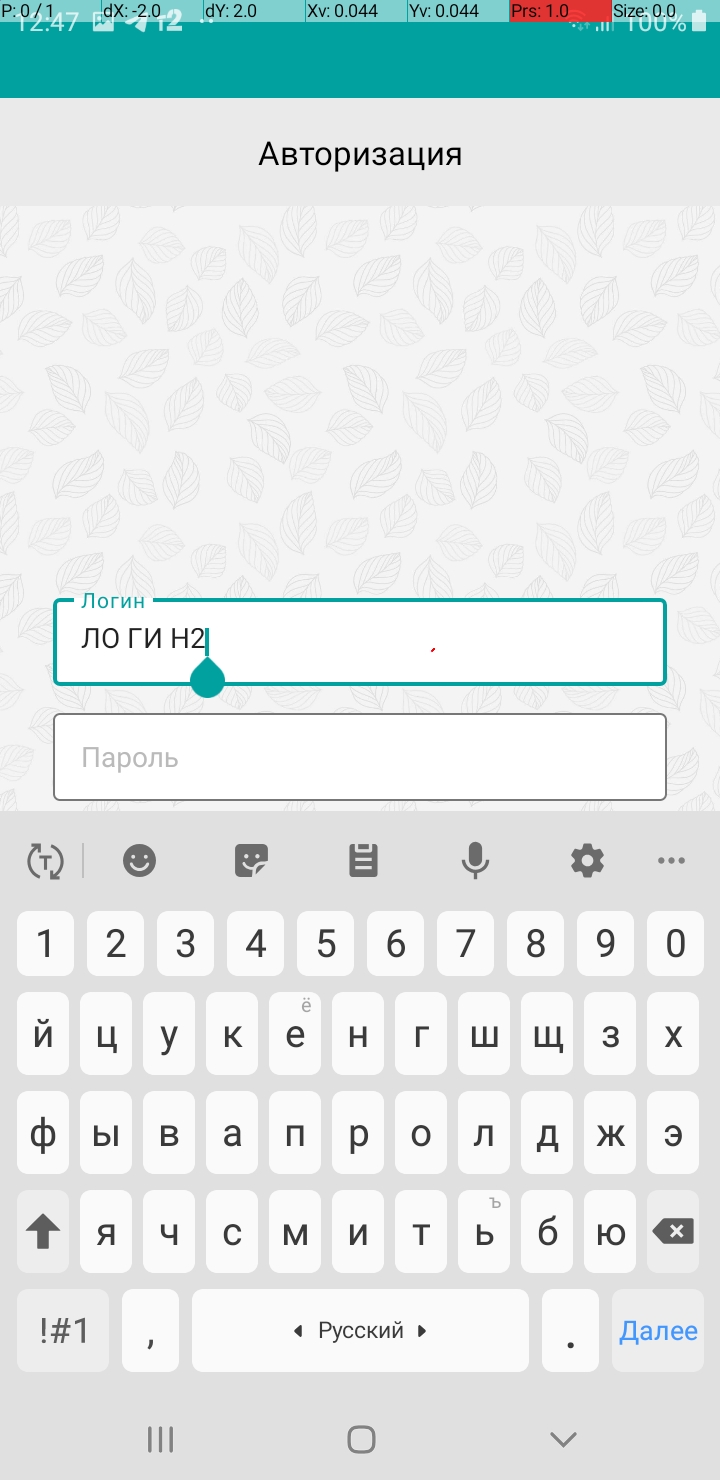 P: 0 / 1 dX: -2.0 dY: 2.0 Xv: 0.044 Yv: 0.044 Prs: 1.0 Size: 0.0
12:47 T2 100%
Авторизация
Логин
ЛО ГИ Н2
Пароль
1 2 3 4 5 6 7 8 9 0
ё
й ц у к е н г ш щ з х
ф ы в а п р о л д ж э
ъ
я ч с м и т ь б ю
!#1 , Русский . Далее